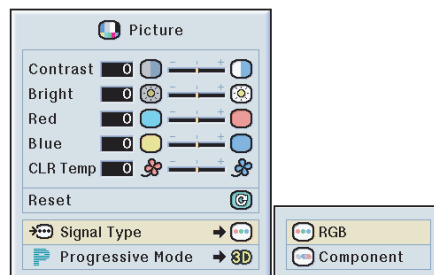 Picture
Contrast 0 - +
Bright 0 - +
Red 0 - +
Blue 0 - +
CLR Temp 0 - +
Reset
Signal Type
RGB
P Progressive Mode 3D
Component